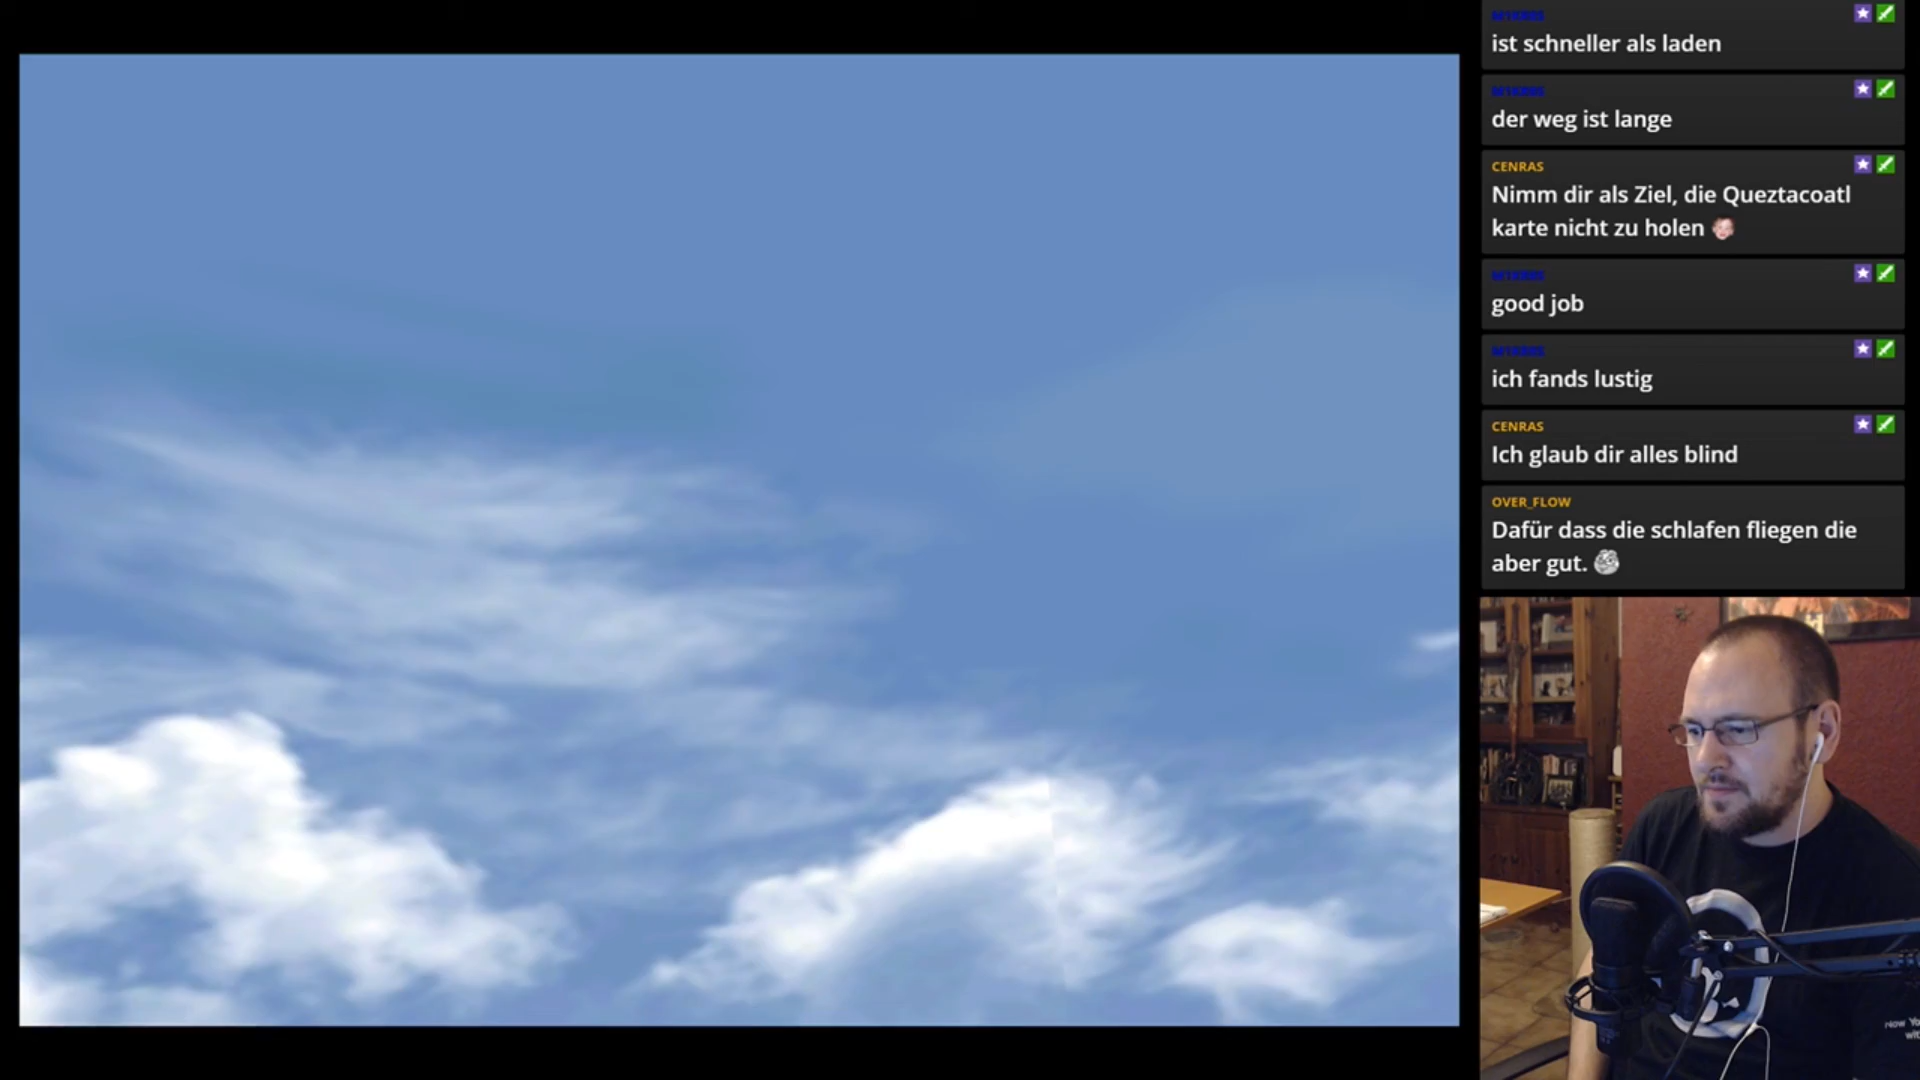 ist schneller als laden
der weg ist lange
CENRAS
Nimm dir als Ziel, die Queztacoatl
karte nicht zu holen
good job
ich fands lustig
CENRAS
Ich glaub dir alles blind
OVER_FLOW
Dafür dass die schlafen fliegen die
aber gut.